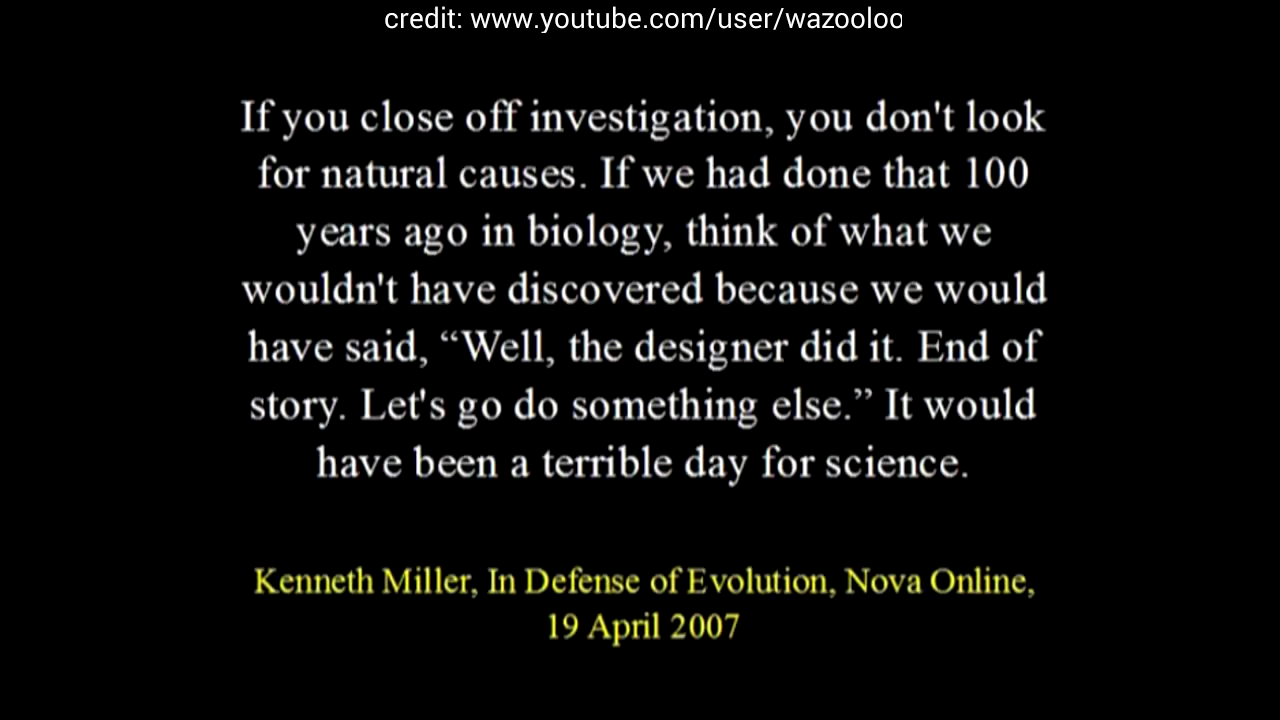 credit: www.youtube.com/user/wazooloo
If you close off investigation, you don't look
for natural causes. If we had done that 100
years ago in biology, think of what we
wouldn't have discovered because we would
have said, “Well, the designer did it. End of
story. Let's go do something else.” It would
have been a terrible day for science.
Kenneth Miller, In Defense of Evolution, Nova Online,
19 April 2007